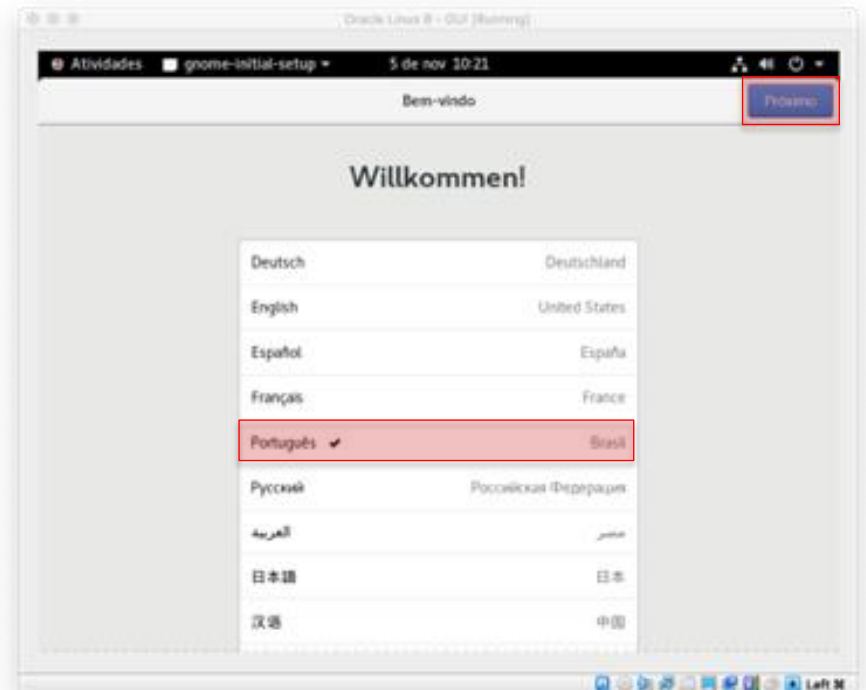 Oracle Linux 8 - GUI [Running]
Atividades gnome-initial-setup 5 de nov 10:21
Bem-vindo Próximo
Willkommen!
Deutsch Deutschland
English United States
Español España
Français France
Português Brasil
Русский Российская Федерация
العربية مصر
日本語 日本
汉语 中国
Left ⌘